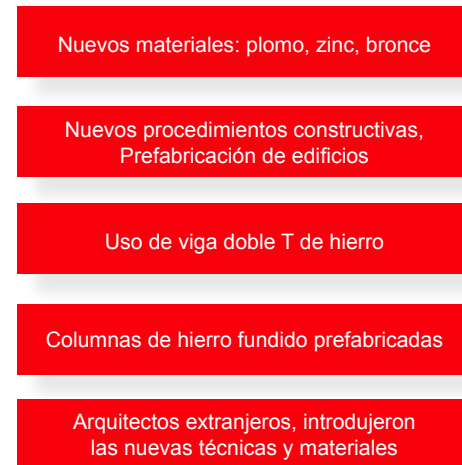 Nuevos materiales: plomo, zinc, bronce
Nuevos procedimientos constructivas,
Prefabricación de edificios
Uso de viga doble T de hierro
Columnas de hierro fundido prefabricadas
Arquitectos extranjeros, introdujeron
las nuevas técnicas y materiales